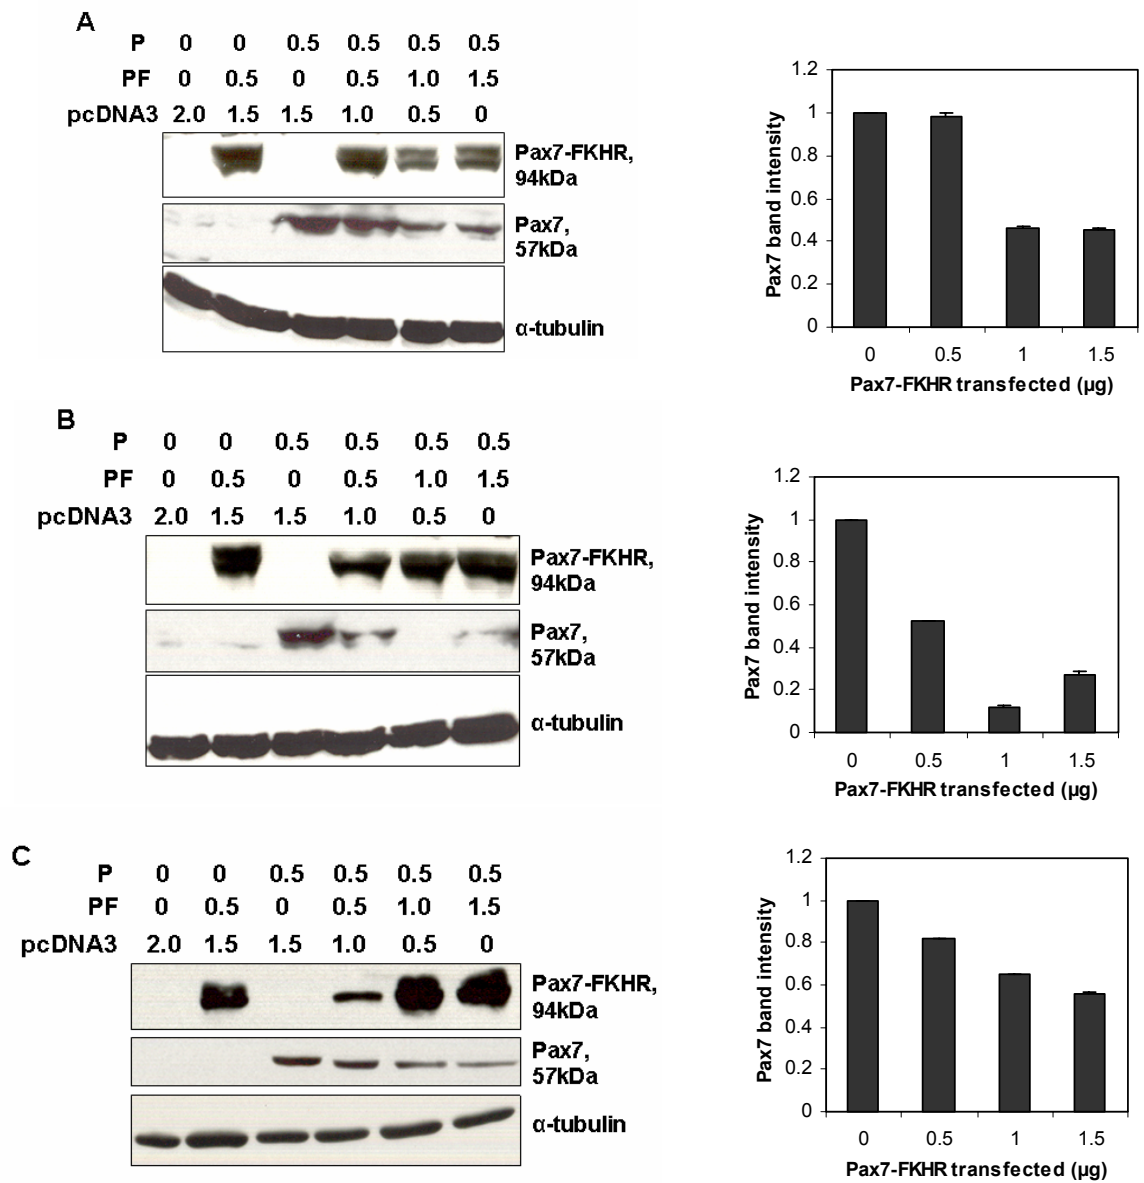 A
P 0 0 0.5 0.5 0.5 0.5
PF 0 0.5 0 0.5 1.0 1.5
pcDNA3 2.0 1.5 1.5 1.0 0.5 0
Pax7-FKHR,
94kDa
Pax7,
57kDa
α-tubulin
1.2
1
0.8
0.6
0.4
0.2
0
Pax7 band intensity
0 0.5 1 1.5
Pax7-FKHR transfected (µg)
B
P 0 0 0.5 0.5 0.5 0.5
PF 0 0.5 0 0.5 1.0 1.5
pcDNA3 2.0 1.5 1.5 1.0 0.5 0
Pax7-FKHR,
94kDa
Pax7,
57kDa
α-tubulin
1.2
1
0.8
0.6
0.4
0.2
0
Pax7 band intensity
0 0.5 1 1.5
Pax7-FKHR transfected (µg)
C
P 0 0 0.5 0.5 0.5 0.5
PF 0 0.5 0 0.5 1.0 1.5
pcDNA3 2.0 1.5 1.5 1.0 0.5 0
Pax7-FKHR,
94kDa
Pax7,
57kDa
α-tubulin
1.2
1
0.8
0.6
0.4
0.2
0
Pax7 band intensity
0 0.5 1 1.5
Pax7-FKHR transfected (µg)